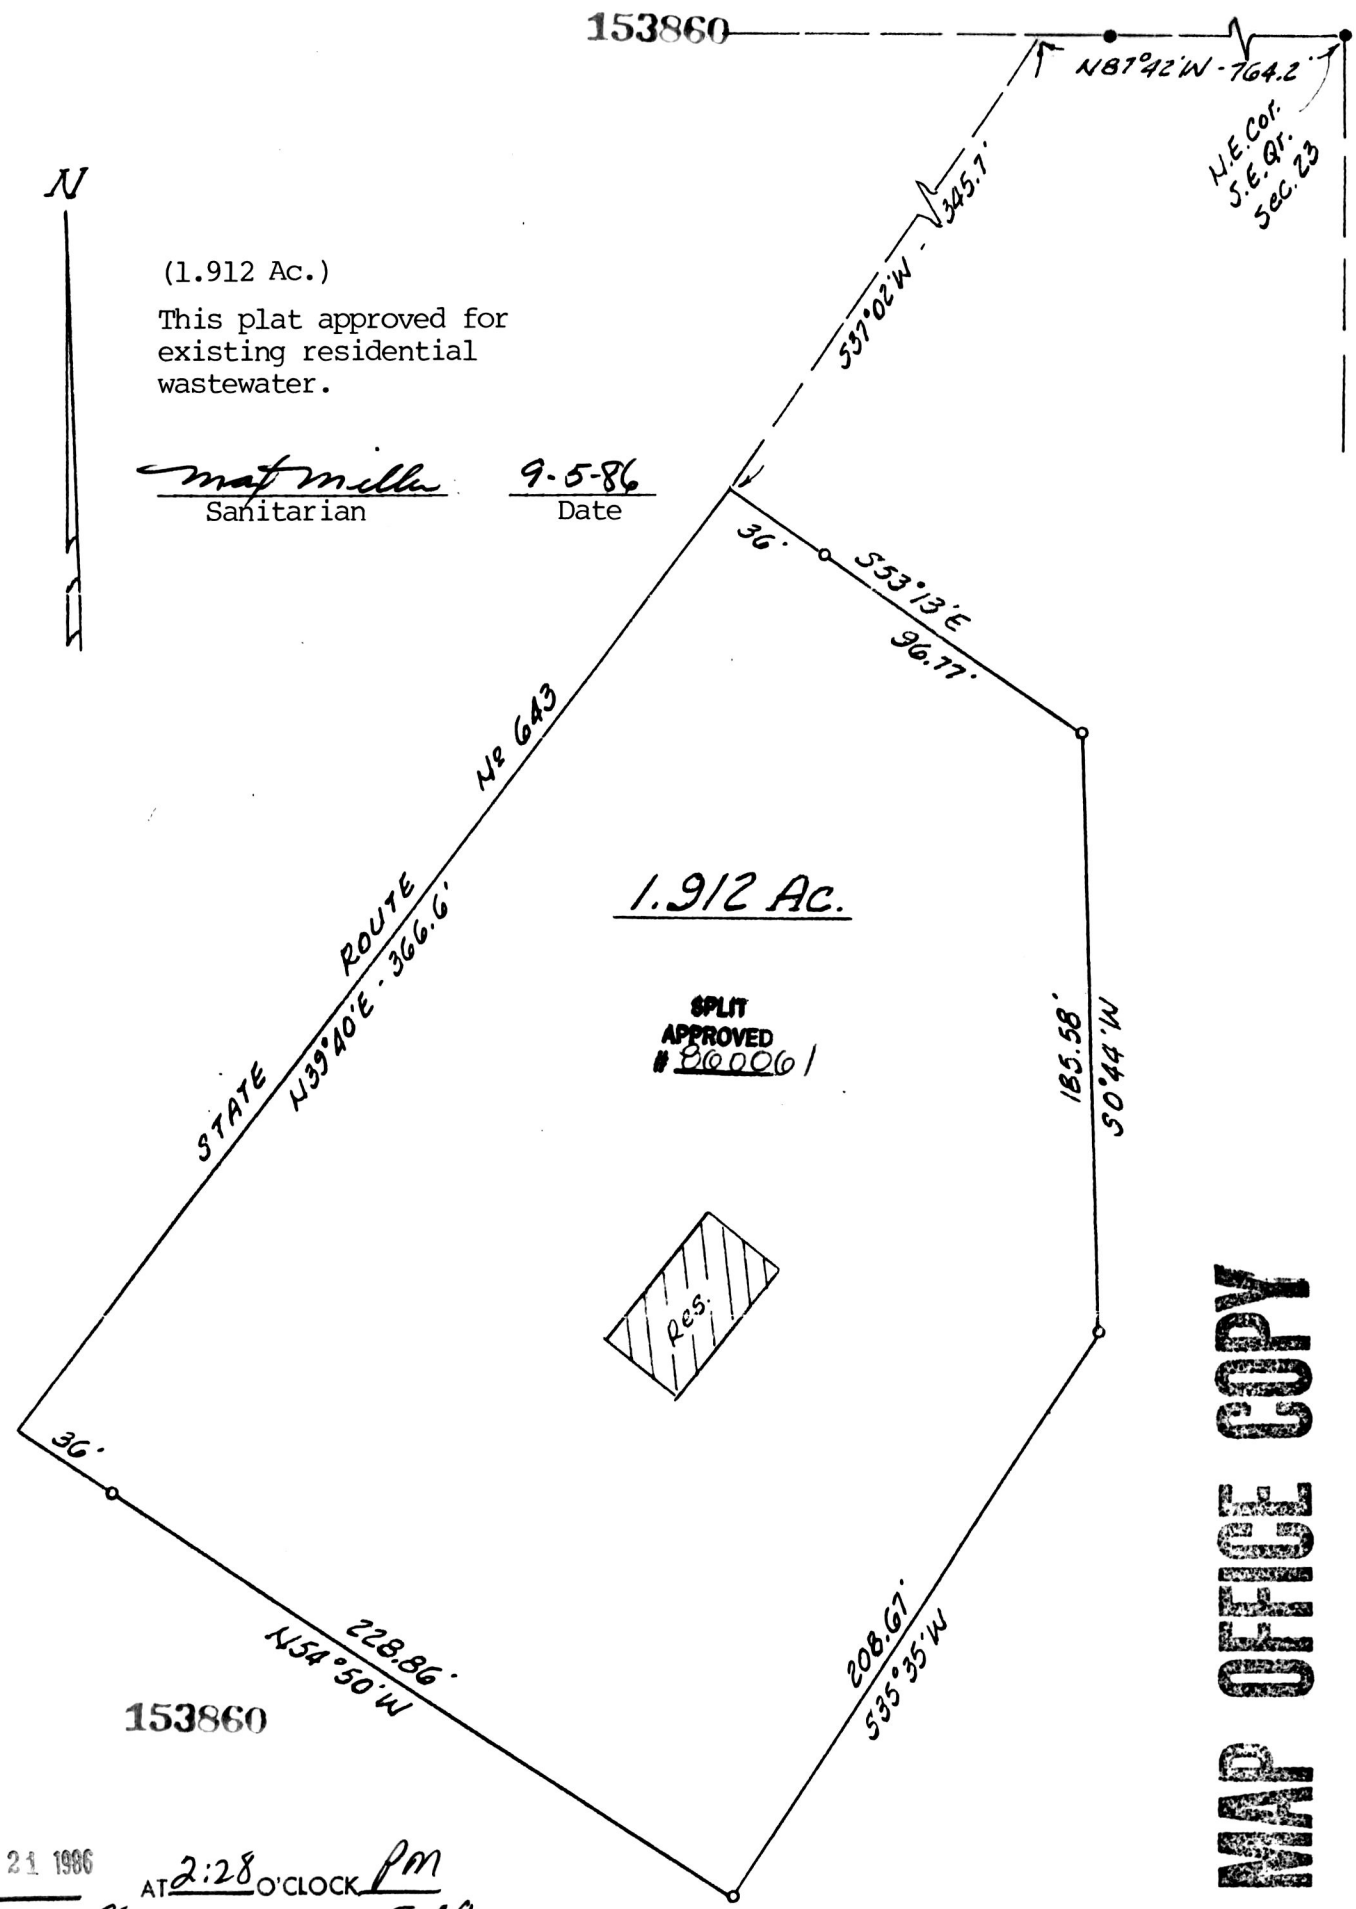 153860
N87°42'W - 764.2'
N.E. Cor.
S.E. Qr.
Sec. 23
N
S37°02'W - 345.7'
(1.912 Ac.)
This plat approved for
existing residential
wastewater.
9-5-86
Sanitarian Date
36'
S53°13'E
96.77'
STATE ROUTE No 643
N39°40'E - 366.6'
1.912 Ac.
SPLIT
APPROVED
# 860061
185.58'
S0°44'W
Res.
36'
228.86'
N54°50'W
208.67'
S35°35'W
153860
21 1986 AT 2:28 O'CLOCK PM
MAP OFFICE COPY